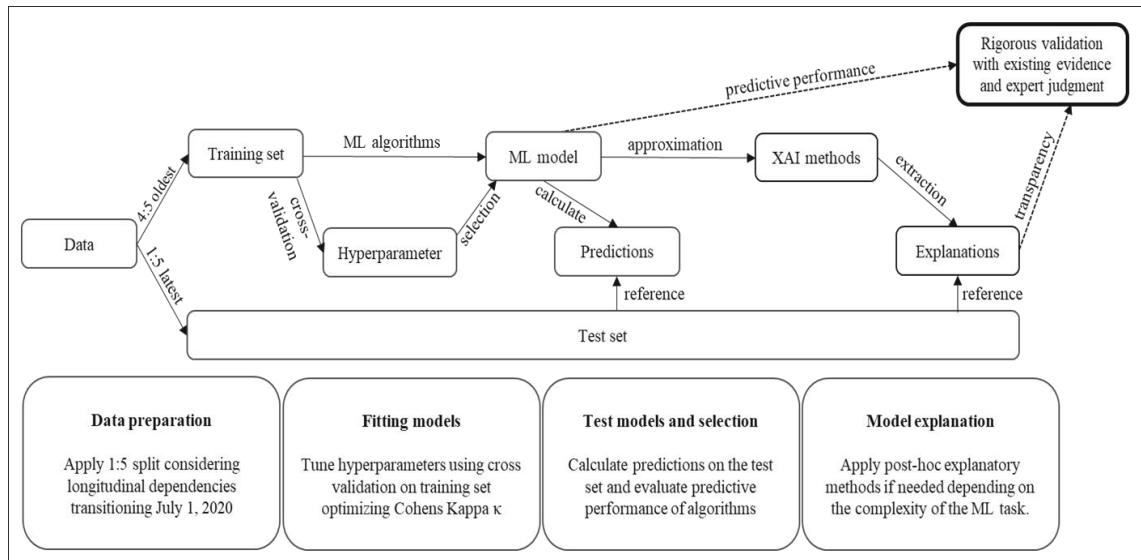 Rigorous validation
with existing evidence
and expert judgment
predictive performance
transparency
Training set
ML algorithms
ML model
approximation
XAI methods
4:5 oldest
cross-
validation
selection
calculate
extraction
Data
Hyperparameter
Predictions
Explanations
1:5 latest
reference
reference
Test set
Data preparation
Apply 1:5 split considering
longitudinal dependencies
transitioning July 1, 2020
Fitting models
Tune hyperparameters using cross
validation on training set
optimizing Cohens Kappa κ
Test models and selection
Calculate predictions on the test
set and evaluate predictive
performance of algorithms
Model explanation
Apply post-hoc explanatory
methods if needed depending on
the complexity of the ML task.